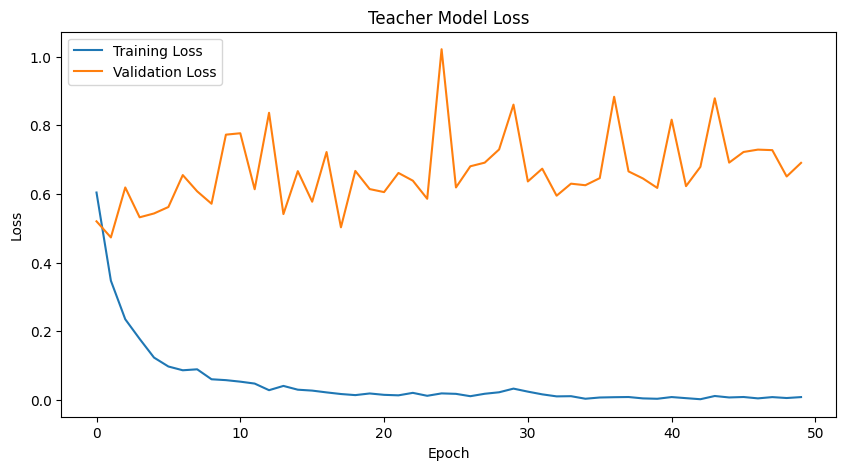 Teacher Model Loss
Training Loss
Validation Loss
Loss
1.0
0.8
0.6
0.4
0.2
0.0
0 10 20 30 40 50
Epoch